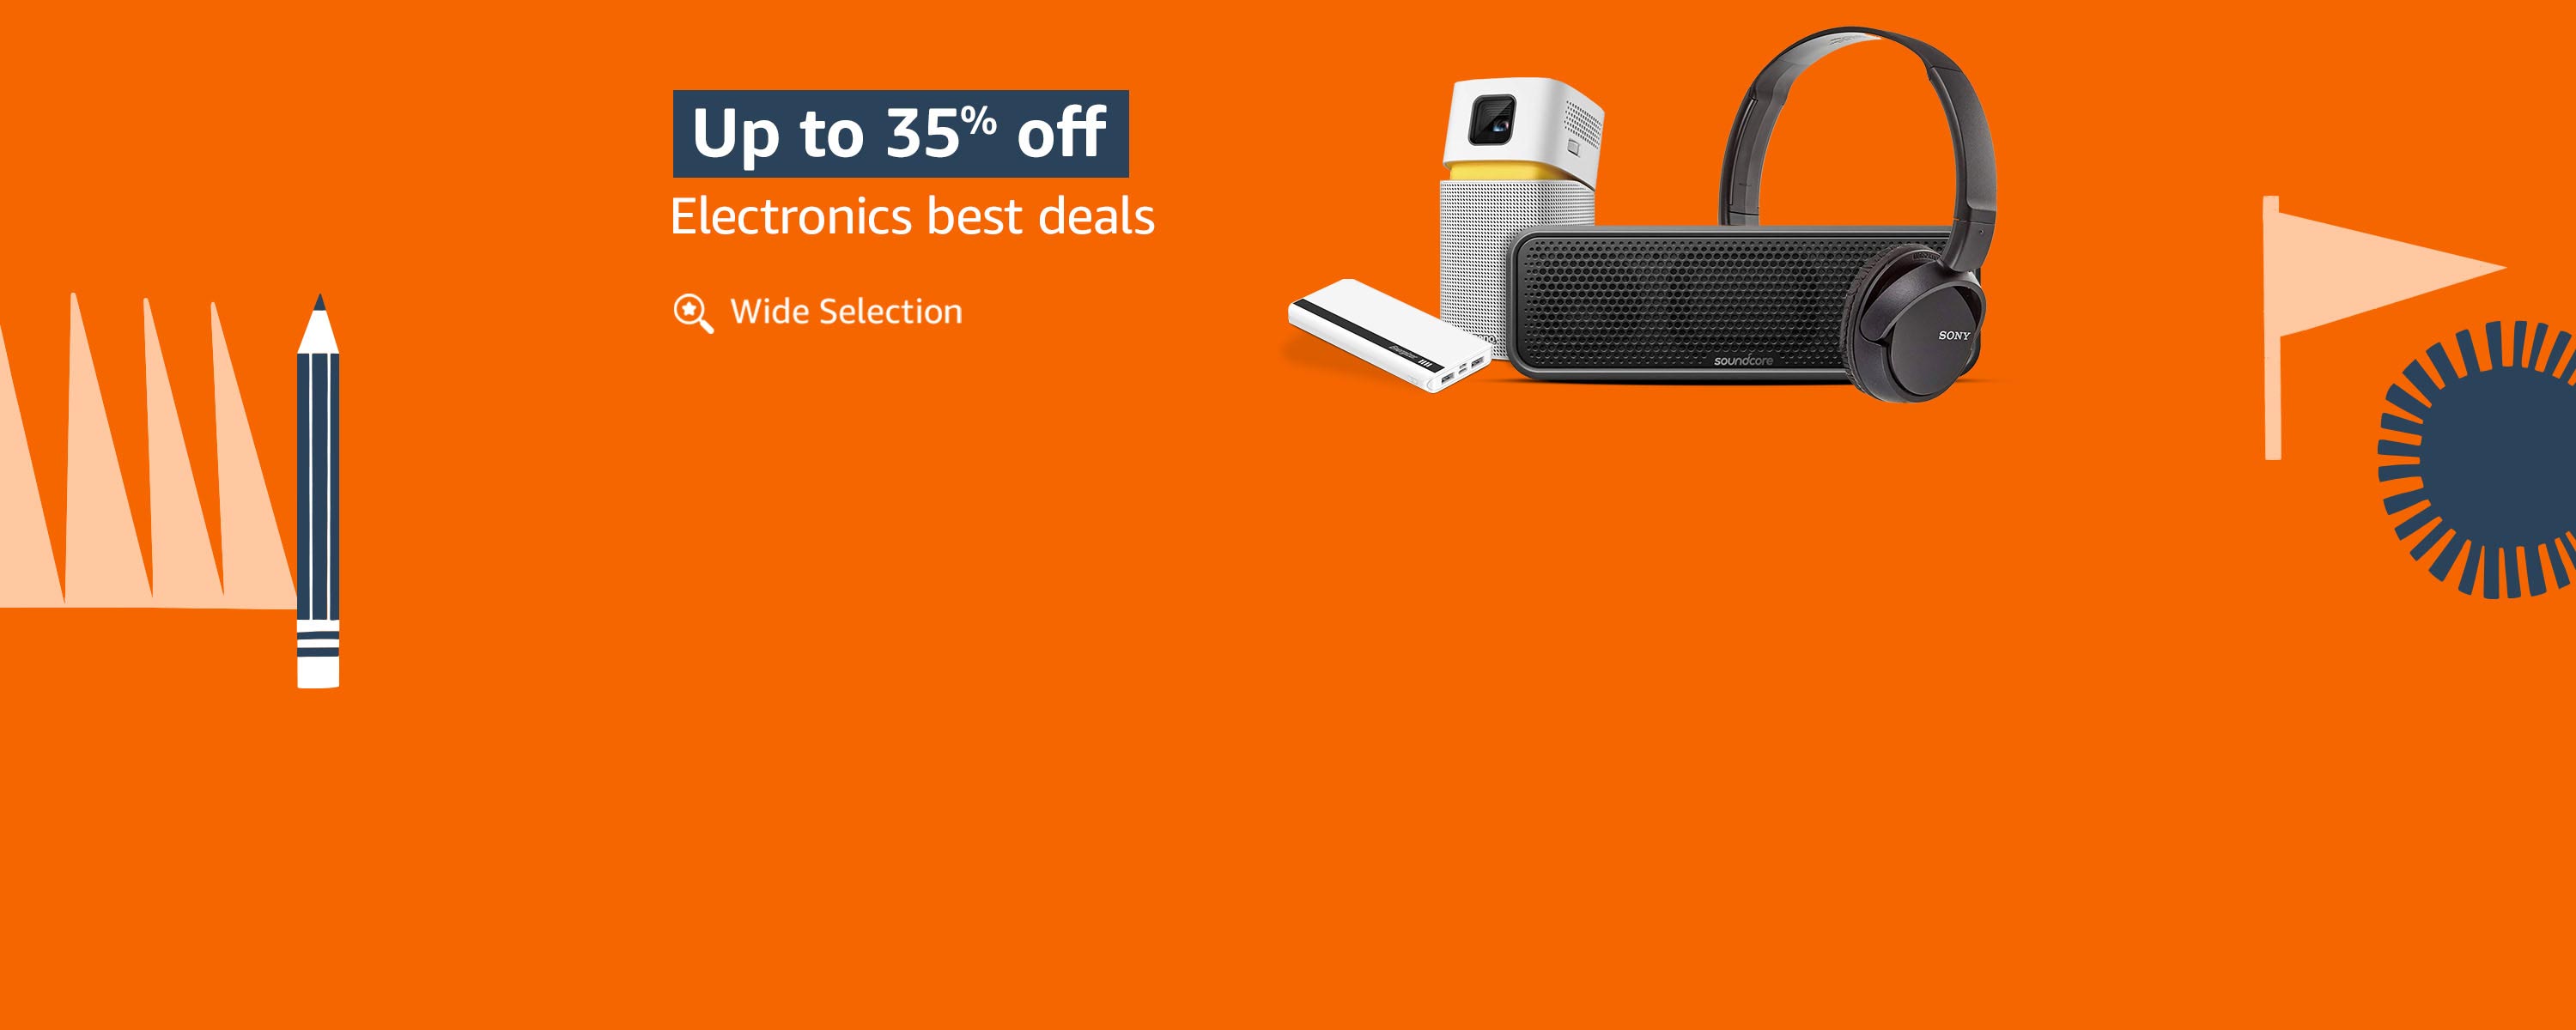 Up to 35% off
Electronics best deals
Wide Selection
soundcore
SONY